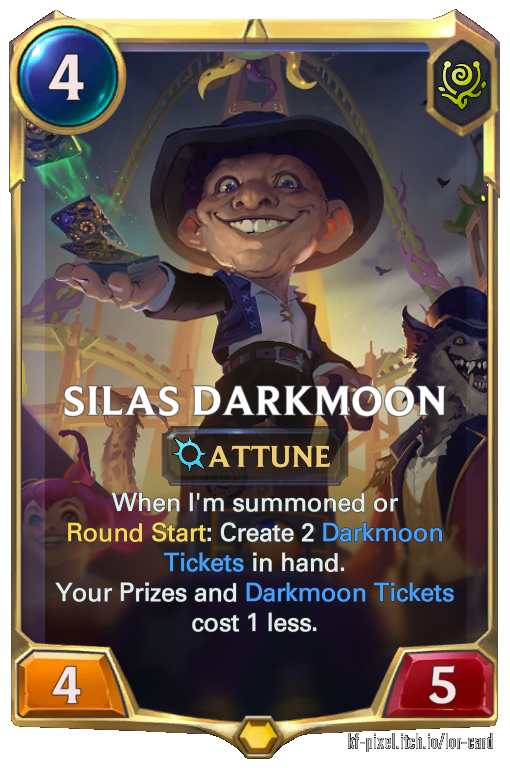 4
SILAS DARKMOON
ATTUNE
When I'm summoned or
Round Start: Create 2 Darkmoon
Tickets in hand.
Your Prizes and Darkmoon Tickets
cost 1 less.
4
5
kf-pixel.itch.io/lor-card